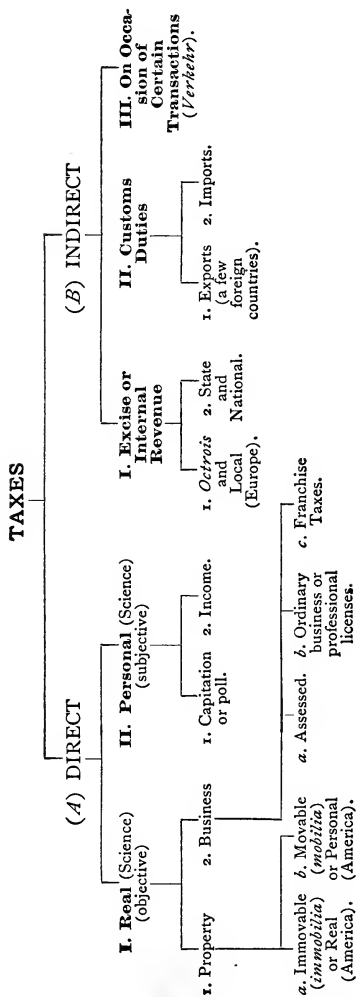 TAXES
(A) DIRECT
(B) INDIRECT
I. Real (Science)
(objective)
II. Personal (Science)
(subjective)
I. Excise or
Internal
Revenue
II. Customs
Duties
III. On Occa-
sion of
Certain
Transactions
(Verkehr).
1. Property
2. Business
1. Capitation
or poll.
2. Income.
1. Octrois
and
Local
(Europe).
2. State
and
National.
1. Exports
(a few
foreign
countries).
2. Imports.
a. Immovable
(immobilia)
or Real
(America).
b. Movable
(mobilia)
or Personal
(America).
a. Assessed.
b. Ordinary
business or
professional
licenses.
c. Franchise
Taxes.